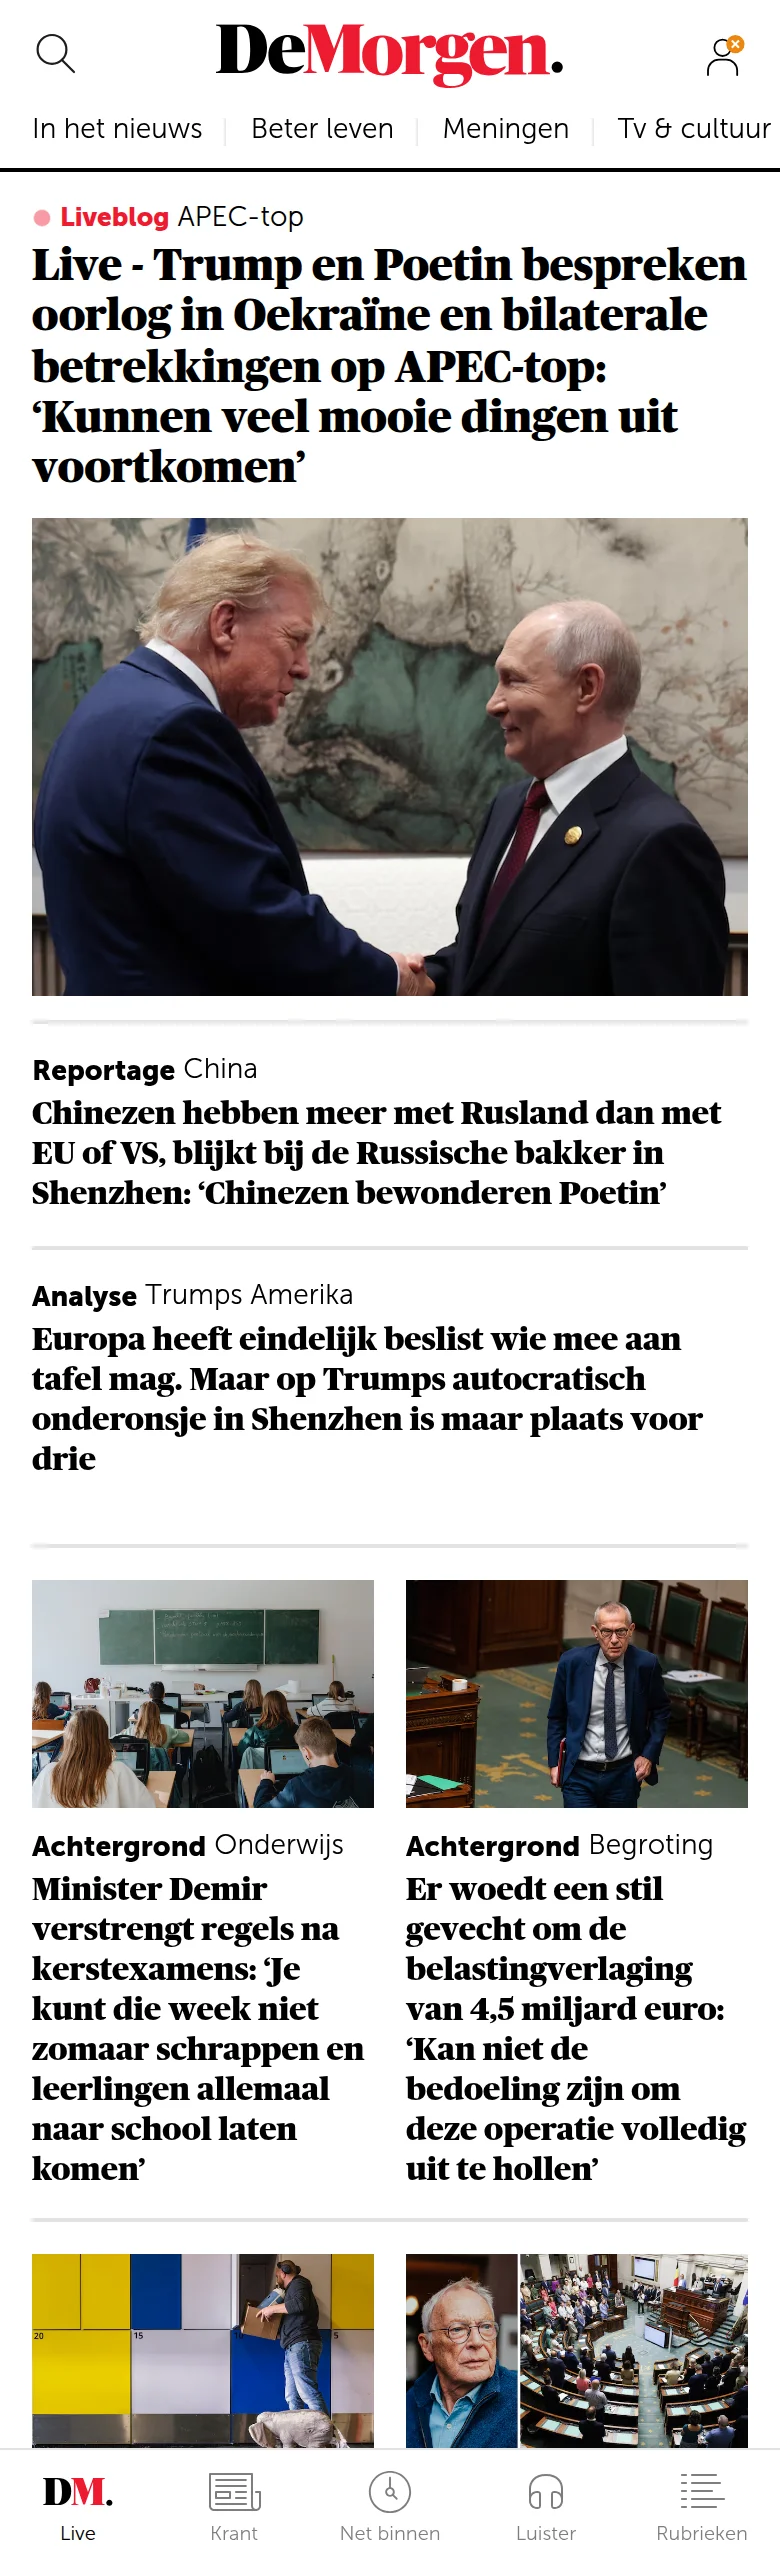 DeMorgen.
In het nieuws
Beter leven
Meningen
Tv & cultuur
Liveblog APEC-top
Live - Trump en Poetin bespreken
oorlog in Oekraïne en bilaterale
betrekkingen op APEC-top:
‘Kunnen veel mooie dingen uit
voortkomen’
Reportage China
Chinezen hebben meer met Rusland dan met
EU of VS, blijkt bij de Russische bakker in
Shenzhen: ‘Chinezen bewonderen Poetin’
Analyse Trumps Amerika
Europa heeft eindelijk beslist wie mee aan
tafel mag. Maar op Trumps autocratisch
onderonsje in Shenzhen is maar plaats voor
drie
Achtergrond Onderwijs
Minister Demir
verstrengt regels na
kerstexamens: ‘Je
kunt die week niet
zomaar schrappen en
leerlingen allemaal
naar school laten
komen’
Achtergrond Begroting
Er woedt een stil
gevecht om de
belastingverlaging
van 4,5 miljard euro:
‘Kan niet de
bedoeling zijn om
deze operatie volledig
uit te hollen’
20
15
5
DM.
Live
Krant
Net binnen
Luister
Rubrieken